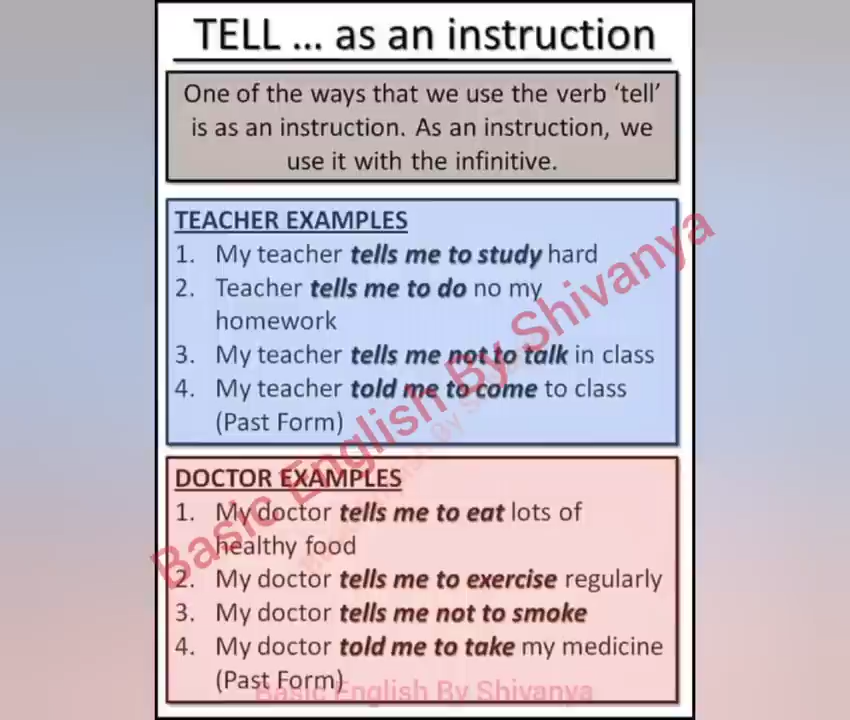 TELL ... as an instruction
One of the ways that we use the verb ‘tell’
is as an instruction. As an instruction, we
use it with the infinitive.
TEACHER EXAMPLES
1. My teacher tells me to study hard
2. Teacher tells me to do no my
homework
3. My teacher tells me not to talk in class
4. My teacher told me to come to class
(Past Form)
DOCTOR EXAMPLES
1. My doctor tells me to eat lots of
healthy food
2. My doctor tells me to exercise regularly
3. My doctor tells me not to smoke
4. My doctor told me to take my medicine
(Past Form)
Basic English By Shivanya
Basic English By Shivanya